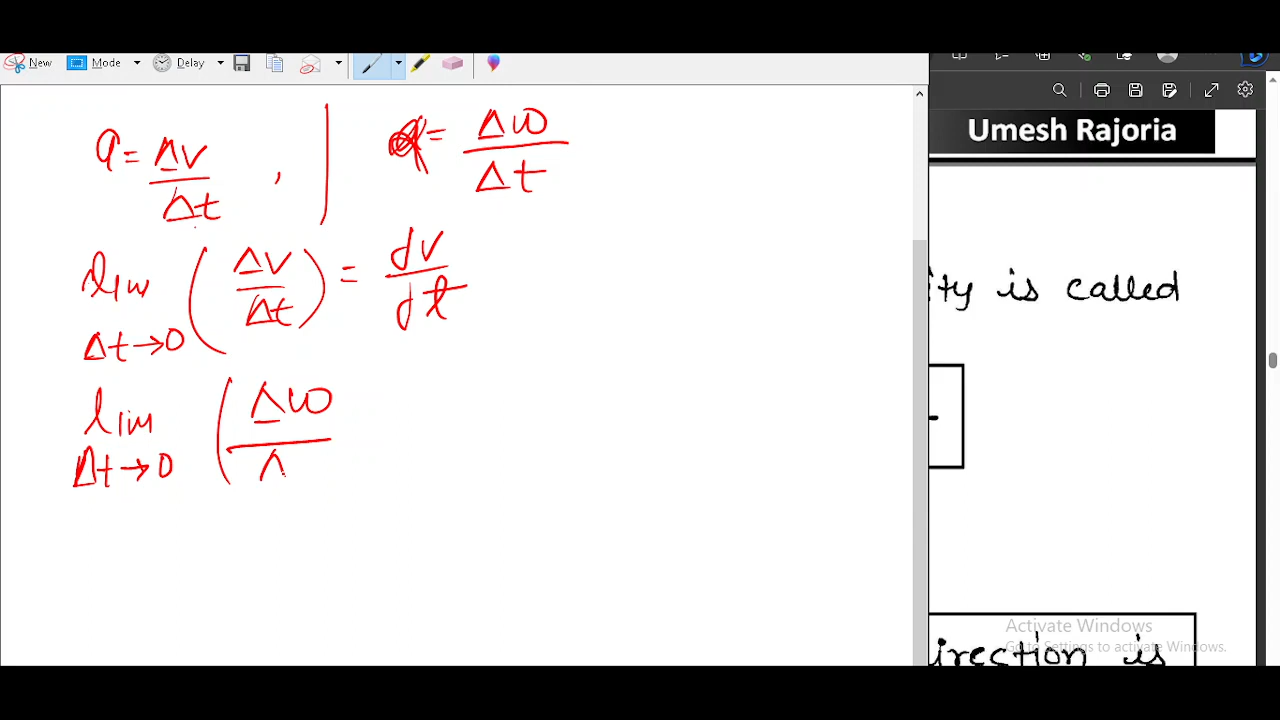 New Mode Delay
Umesh Rajoria
a = Δv/Δt , | α = Δω/Δt
lim Δt→0 (Δv/Δt) = dv/dt
lim Δt→0 (Δω/Δ
ity is called
irection is
Activate Windows
Go to Settings to activate Windows.